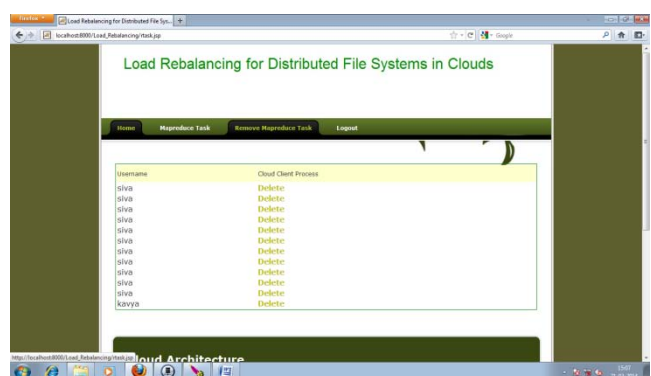 Firefox
Load Rebalancing for Distributed File Sys...
localhost:8000/Load_Rebalancing/rtask.jsp
Google
Load Rebalancing for Distributed File Systems in Clouds
Home Mapreduce Task Remove Mapreduce Task Logout
Username Cloud Client Process
siva Delete
siva Delete
siva Delete
siva Delete
siva Delete
siva Delete
siva Delete
siva Delete
siva Delete
siva Delete
siva Delete
kavya Delete
oud Architecture
http://localhost:8000/Load_Rebalancing/rtask.jsp
15:07